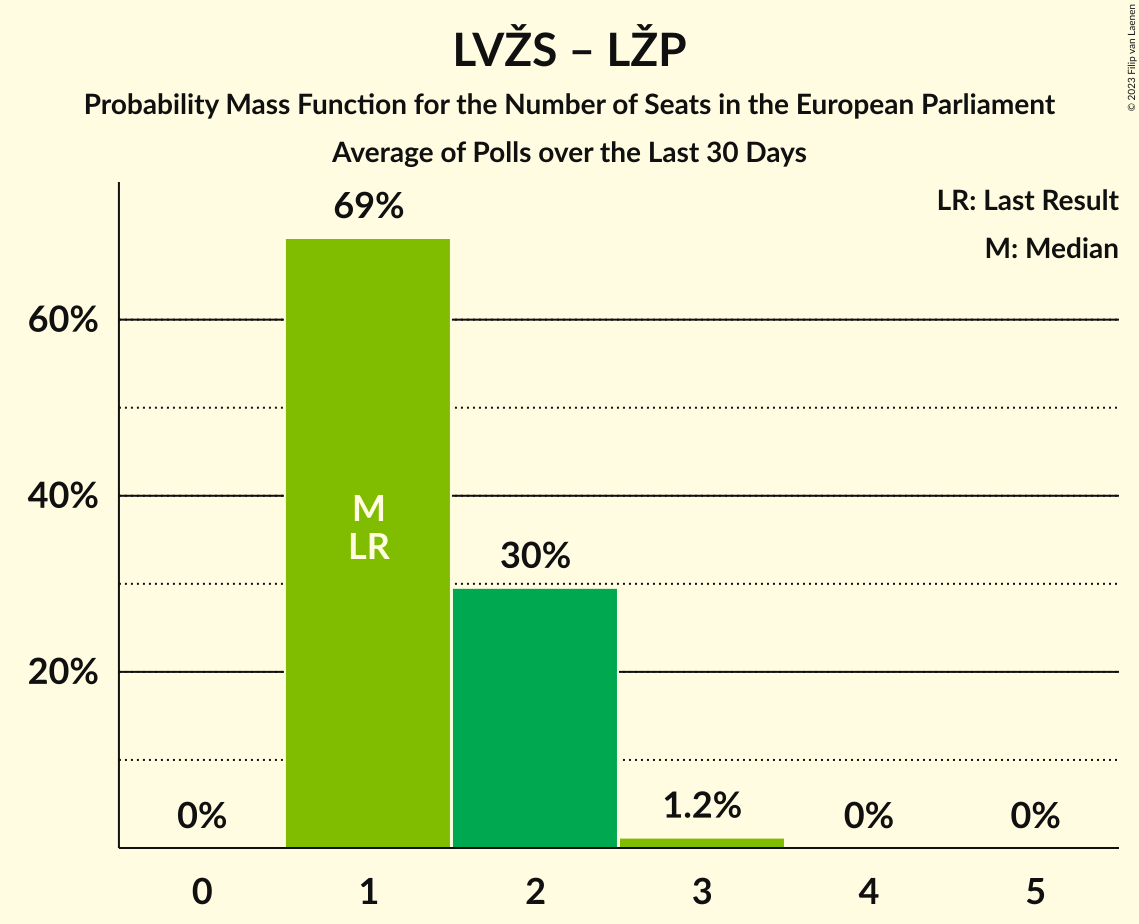 LVŽS – LŽP
Probability Mass Function for the Number of Seats in the European Parliament
Average of Polls over the Last 30 Days
© 2023 Filip van Laenen
LR: Last Result
M: Median
69%
60%
40%
20%
M
LR
30%
0%
1.2%
0%
0%
0
1
2
3
4
5